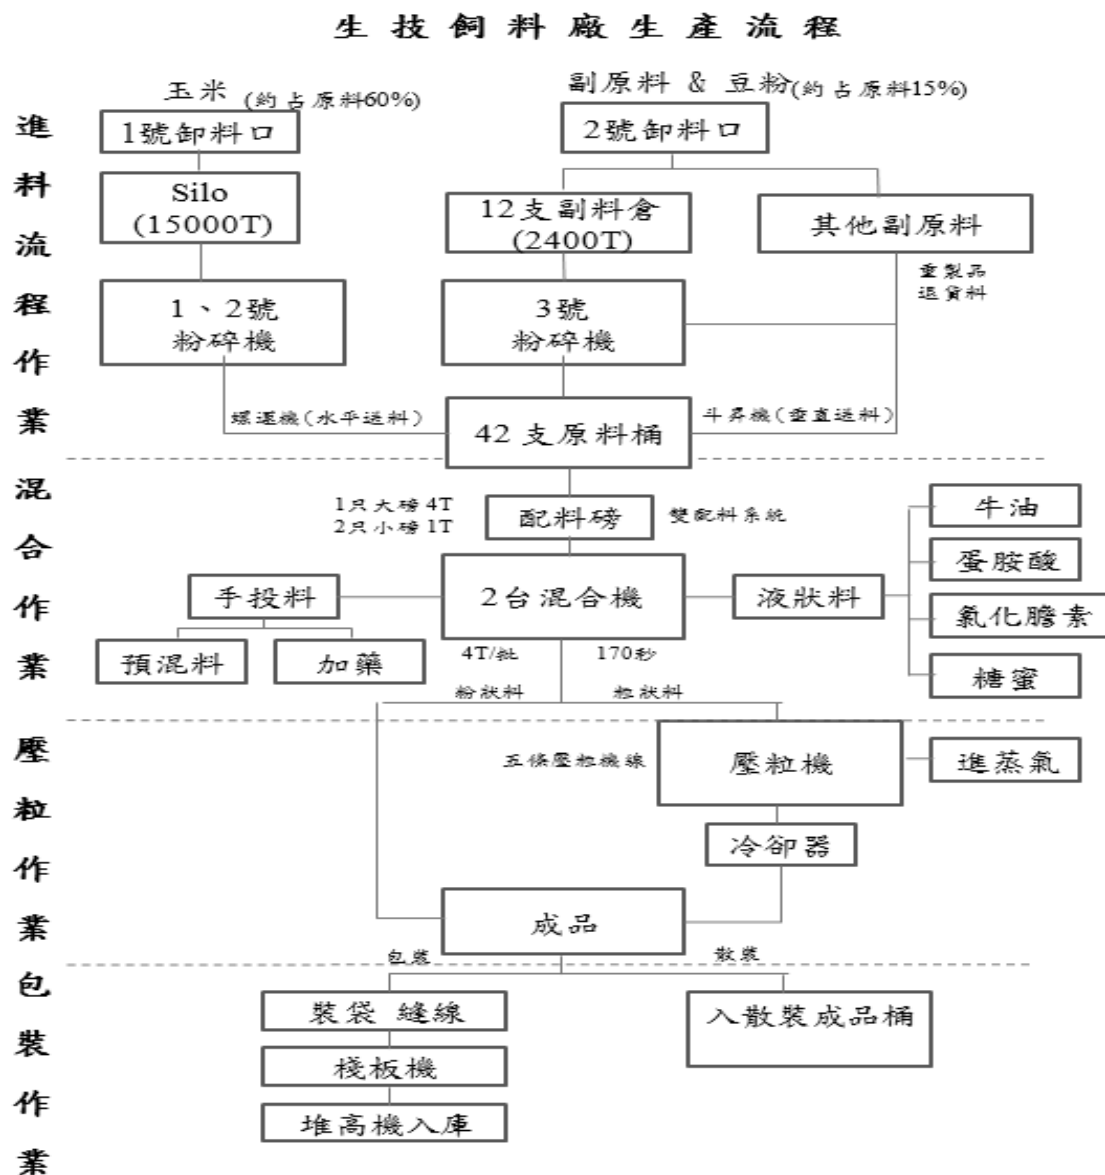 生技飼料廠生產流程
進料流程作業
玉米 (約占原料60%)
副原料 & 豆粉(約占原料15%)
1號卸料口
2號卸料口
Silo
(15000T)
12支副料倉
(2400T)
其他副原料
重製品
退貨料
1、2號
粉碎機
3號
粉碎機
螺運機(水平送料)
42支原料桶
斗昇機(垂直送料)
混合作業
1只大磅 4T
2只小磅 1T
配料磅
雙配料系統
手投料
2台混合機
液狀料
牛油
蛋胺酸
氯化膽素
糖蜜
預混料
加藥
4T/批
170秒
粉狀料
粒狀料
壓粒作業
五條壓粒機線
壓粒機
進蒸氣
冷卻器
成品
包裝
散裝
包裝作業
裝袋 縫線
入散裝成品桶
棧板機
堆高機入庫